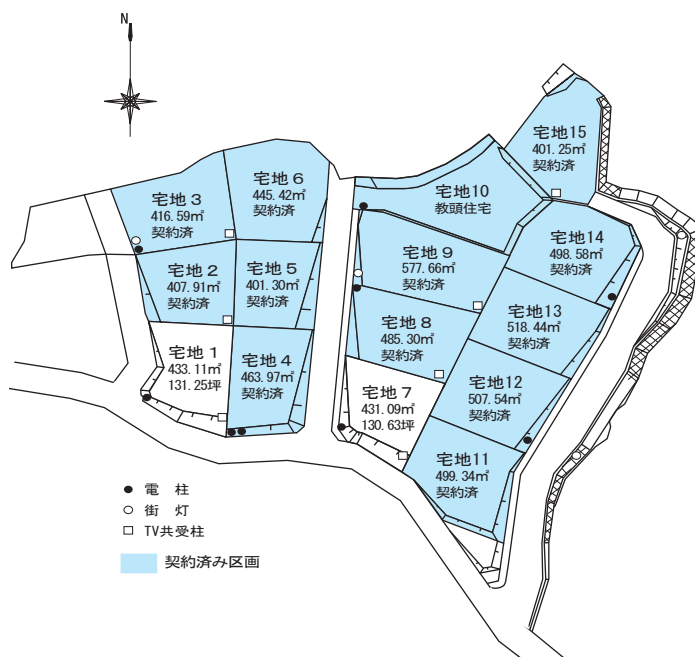 N
宅地15
401.25㎡
契約済
宅地6
445.42㎡
契約済
宅地3
416.59㎡
契約済
宅地10
教頭住宅
宅地14
498.58㎡
契約済
宅地9
577.66㎡
契約済
宅地2
407.91㎡
契約済
宅地5
401.30㎡
契約済
宅地13
518.44㎡
契約済
宅地8
485.30㎡
契約済
宅地1
433.11㎡
131.25坪
宅地4
463.97㎡
契約済
宅地12
507.54㎡
契約済
宅地7
431.09㎡
130.63坪
宅地11
499.34㎡
契約済
電 柱
街 灯
TV共受柱
契約済み区画